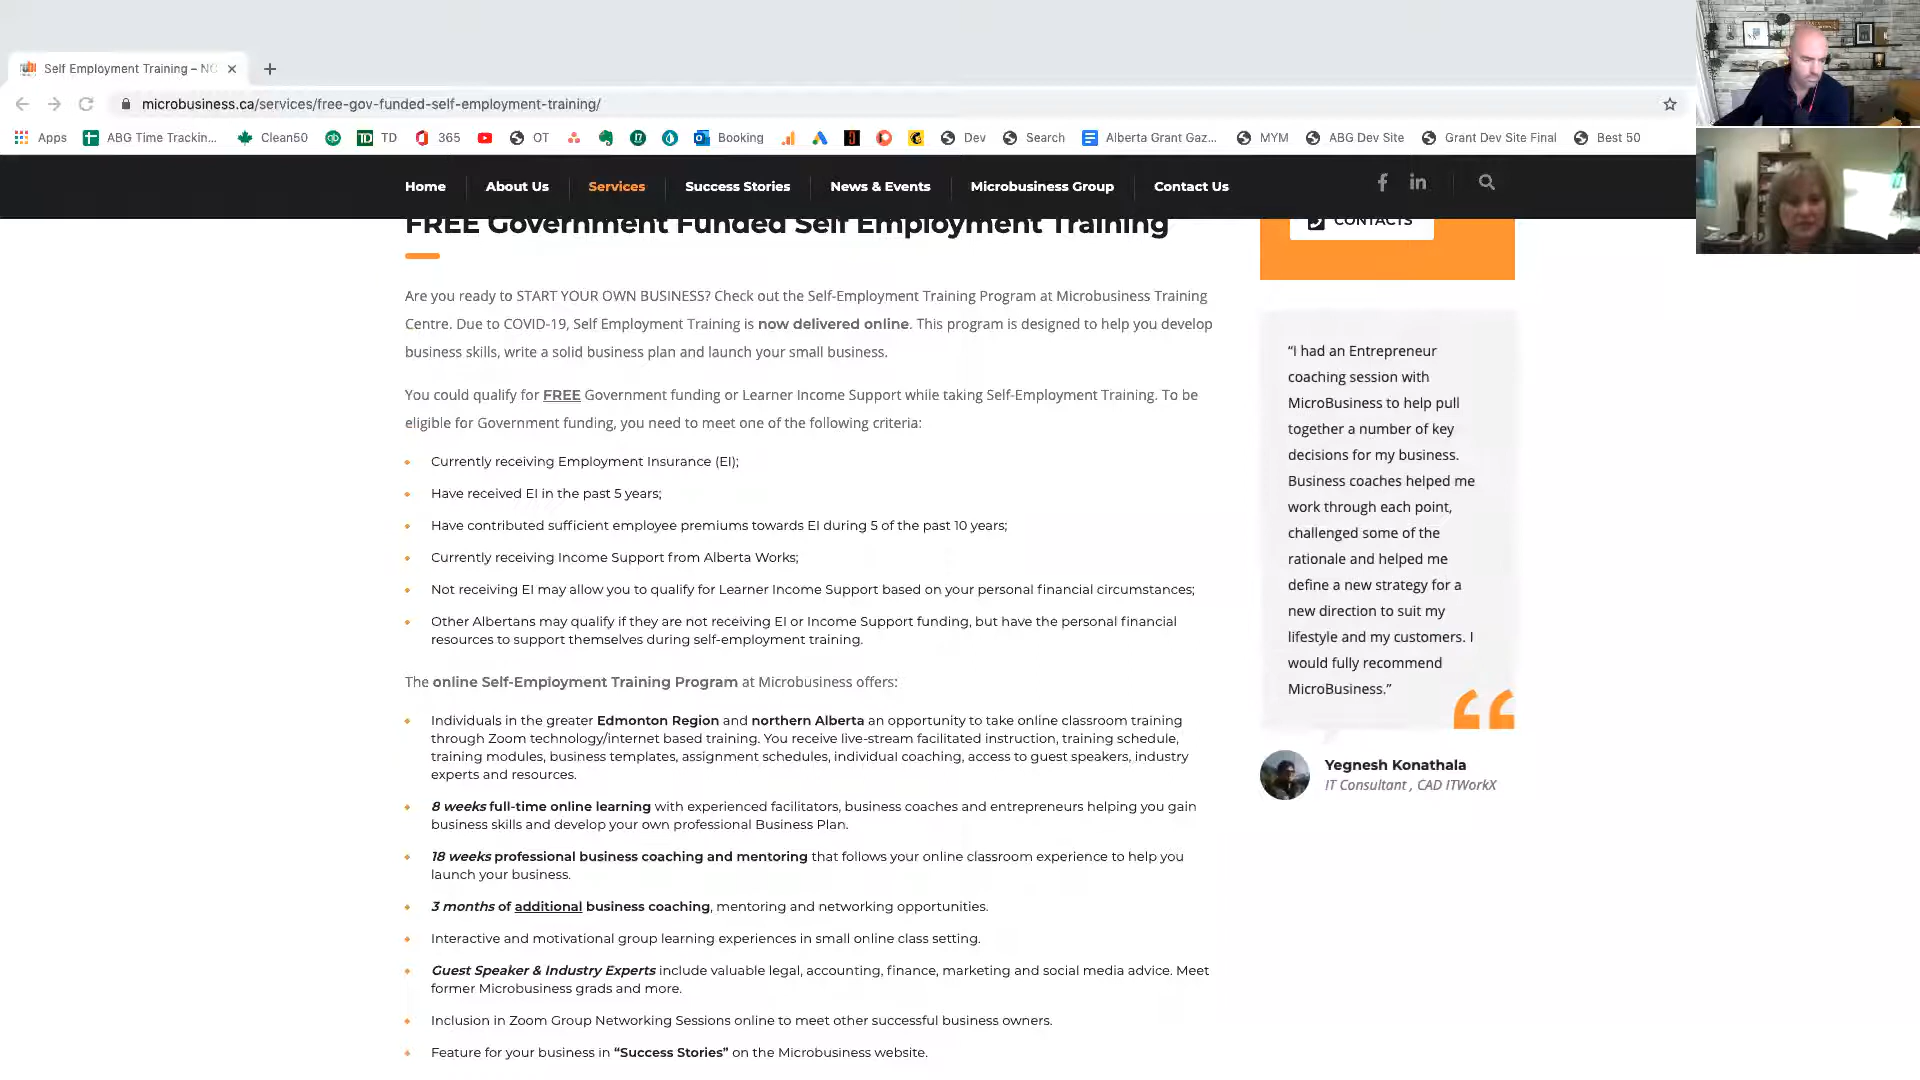 Self Employment Training – NC
microbusiness.ca/services/free-gov-funded-self-employment-training/
Apps ABG Time Trackin... Clean50 TD 365 OT Booking Dev Search Alberta Grant Gaz... MYM ABG Dev Site Grant Dev Site Final Best 50
Home About Us Services Success Stories News & Events Microbusiness Group Contact Us
FREE Government Funded Self Employment Training
CONTACTS
Are you ready to START YOUR OWN BUSINESS? Check out the Self-Employment Training Program at Microbusiness Training
Centre. Due to COVID-19, Self Employment Training is now delivered online. This program is designed to help you develop
business skills, write a solid business plan and launch your small business.
You could qualify for FREE Government funding or Learner Income Support while taking Self-Employment Training. To be
eligible for Government funding, you need to meet one of the following criteria:
Currently receiving Employment Insurance (EI);
Have received EI in the past 5 years;
Have contributed sufficient employee premiums towards EI during 5 of the past 10 years;
Currently receiving Income Support from Alberta Works;
Not receiving EI may allow you to qualify for Learner Income Support based on your personal financial circumstances;
Other Albertans may qualify if they are not receiving EI or Income Support funding, but have the personal financial
resources to support themselves during self-employment training.
The online Self-Employment Training Program at Microbusiness offers:
Individuals in the greater Edmonton Region and northern Alberta an opportunity to take online classroom training
through Zoom technology/internet based training. You receive live-stream facilitated instruction, training schedule,
training modules, business templates, assignment schedules, individual coaching, access to guest speakers, industry
experts and resources.
8 weeks full-time online learning with experienced facilitators, business coaches and entrepreneurs helping you gain
business skills and develop your own professional Business Plan.
18 weeks professional business coaching and mentoring that follows your online classroom experience to help you
launch your business.
3 months of additional business coaching, mentoring and networking opportunities.
Interactive and motivational group learning experiences in small online class setting.
Guest Speaker & Industry Experts include valuable legal, accounting, finance, marketing and social media advice. Meet
former Microbusiness grads and more.
Inclusion in Zoom Group Networking Sessions online to meet other successful business owners.
Feature for your business in “Success Stories” on the Microbusiness website.
“I had an Entrepreneur
coaching session with
MicroBusiness to help pull
together a number of key
decisions for my business.
Business coaches helped me
work through each point,
challenged some of the
rationale and helped me
define a new strategy for a
new direction to suit my
lifestyle and my customers. I
would fully recommend
MicroBusiness.”
Yegnesh Konathala
IT Consultant , CAD ITWorkX